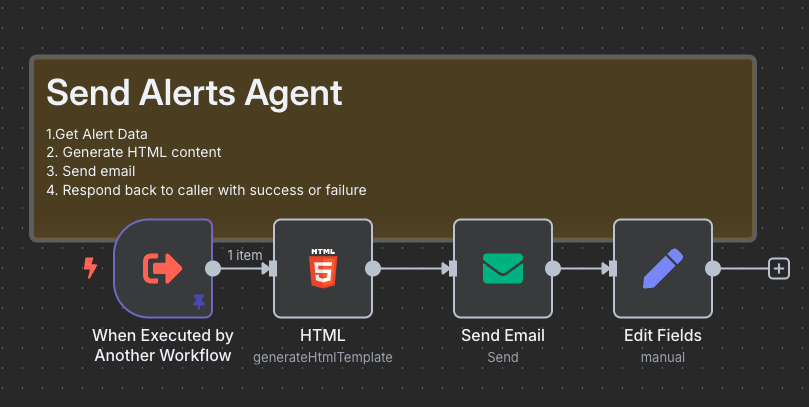 Send Alerts Agent
1.Get Alert Data
2. Generate HTML content
3. Send email
4. Respond back to caller with success or failure
1 item
HTML
5
When Executed by
Another Workflow
HTML
generateHtmlTemplate
Send Email
Send
Edit Fields
manual